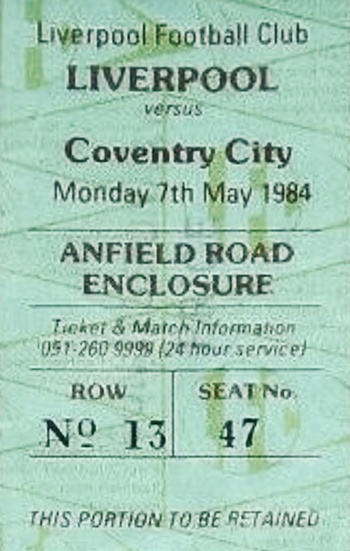 Liverpool Football Club
LIVERPOOL
versus
Coventry City
Monday 7th May 1984
ANFIELD ROAD
ENCLOSURE
Ticket & Match Information
051-260 9999 (24 hour service)
ROW SEAT No.
Nº 13 47
THIS PORTION TO BE RETAINED